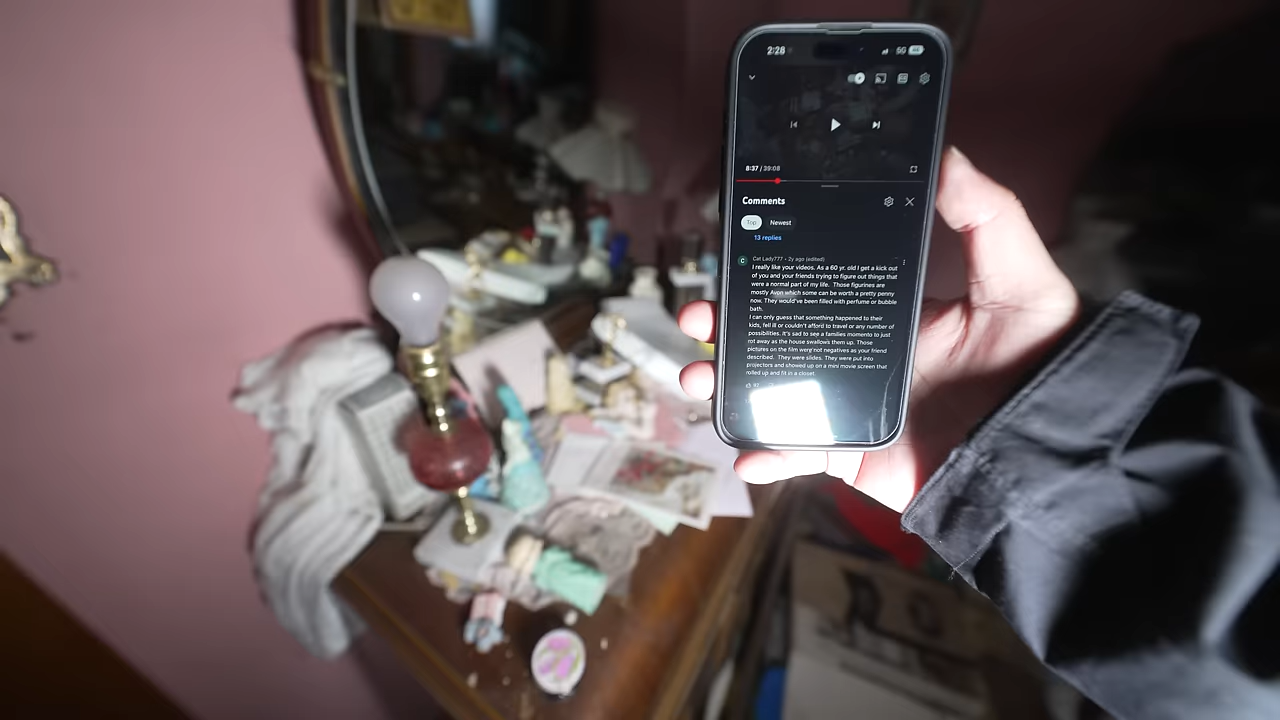 2:28
5G
8:37 / 39:08
Comments
Top
Newest
13 replies
C
Cat Lady777 • 2y ago (edited)
I really like your videos. As a 60 yr. old I get a kick out
of you and your friends trying to figure out things that
were a normal part of my life. Those figurines are
mostly Avon which some can be worth a pretty penny
now. They would've been filled with perfume or bubble
bath.
I can only guess that something happened to their
kids, fell ill or couldn't afford to travel or any number of
possibilities. It's sad to see a families momento to just
rot away as the house swallows them up. Those
pictures on the film were not negatives as your friend
described. They were slides. They were put into
projectors and showed up on a mini movie screen that
rolled up and fit in a closet.